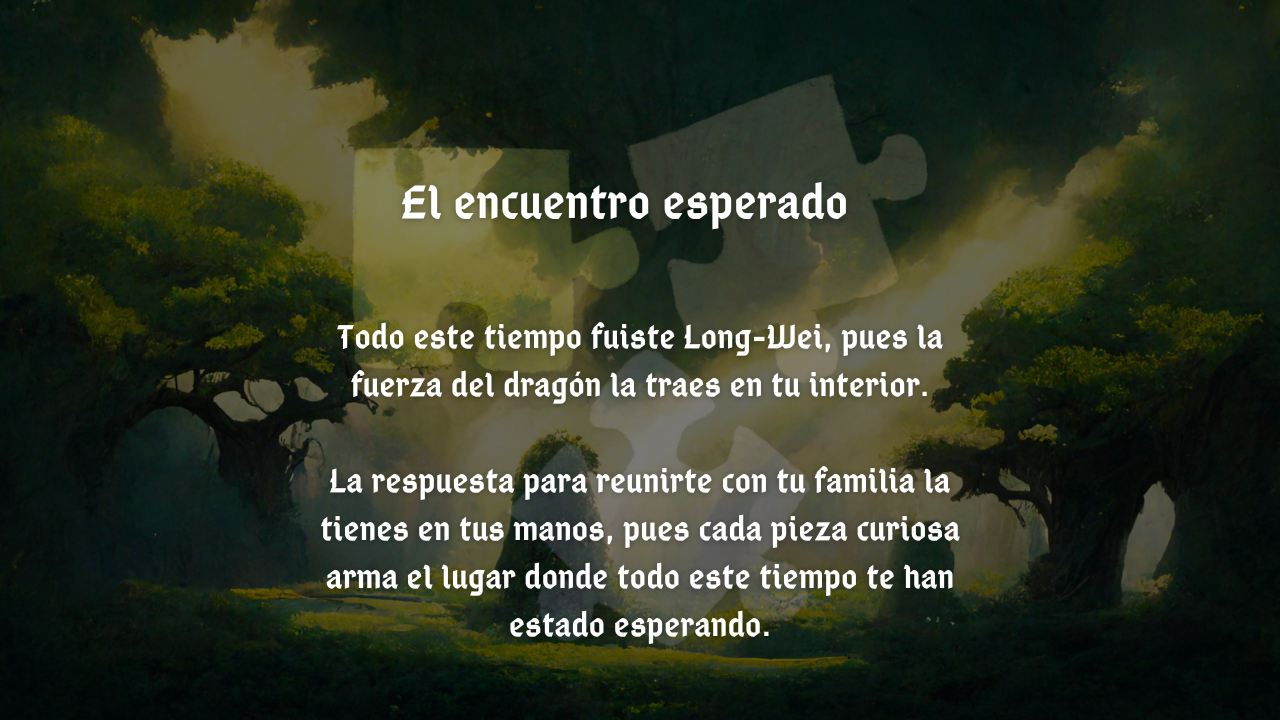 El encuentro esperado
Todo este tiempo fuiste Long-Wei, pues la
fuerza del dragón la traes en tu interior.
La respuesta para reunirte con tu familia la
tienes en tus manos, pues cada pieza curiosa
arma el lugar donde todo este tiempo te han
estado esperando.